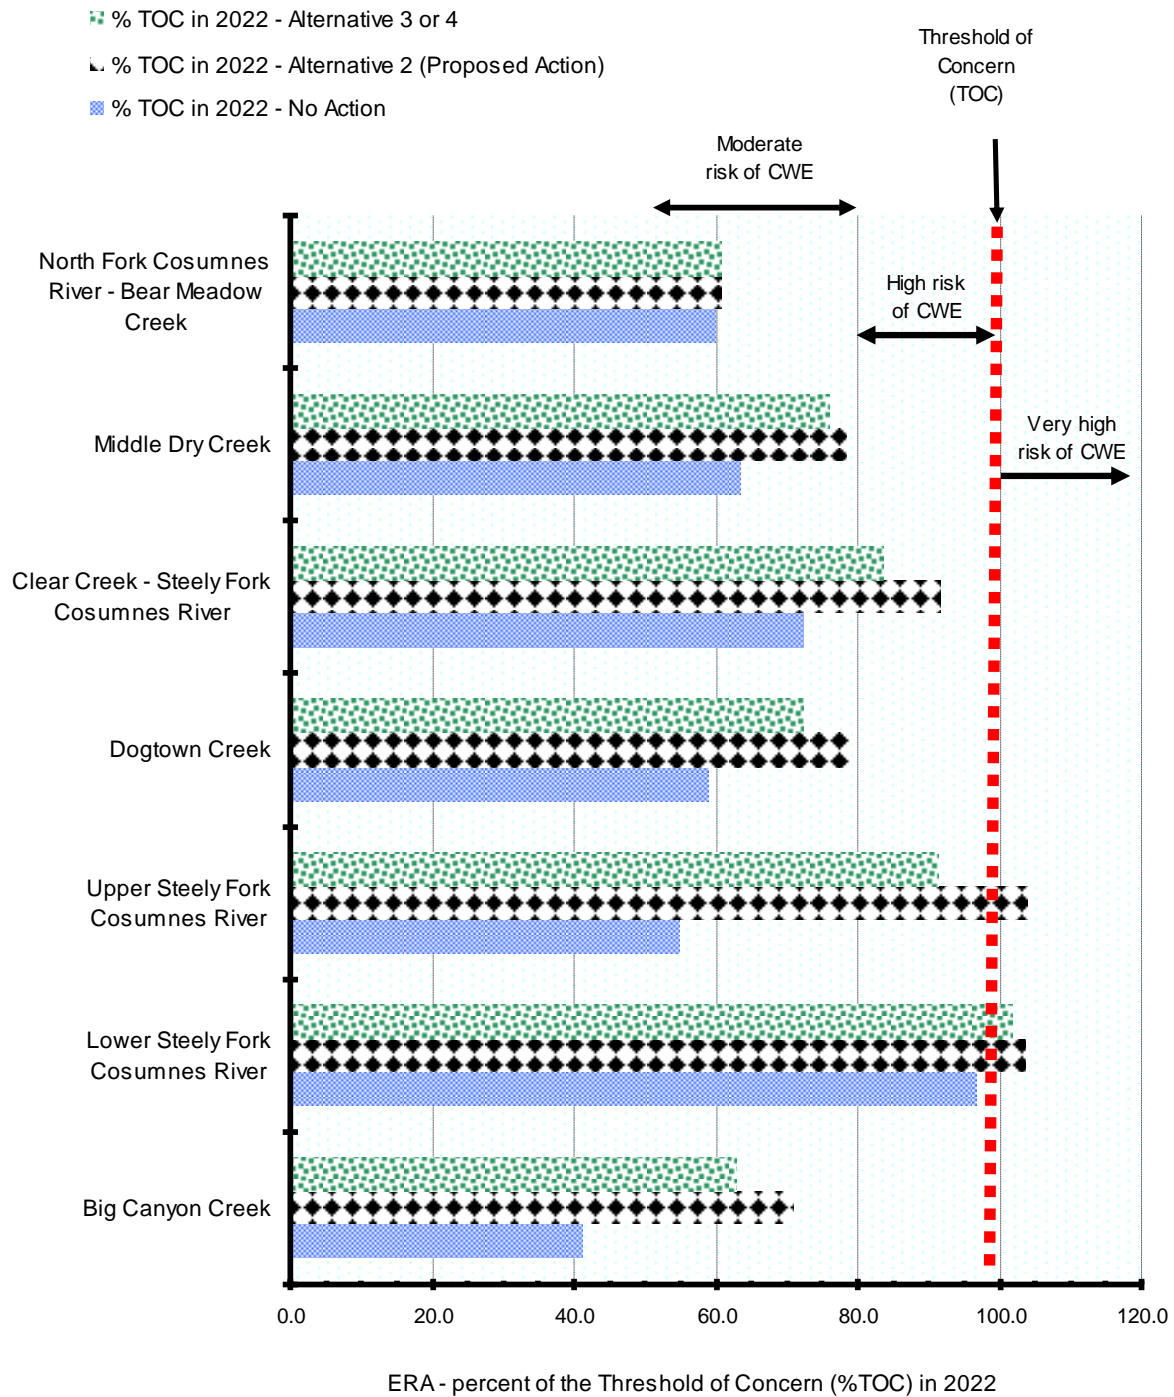 % TOC in 2022 - Alternative 3 or 4
% TOC in 2022 - Alternative 2 (Proposed Action)
% TOC in 2022 - No Action
Threshold of
Concern
(TOC)
Moderate
risk of CWE
High risk
of CWE
Very high
risk of CWE
North Fork Cosumnes
River - Bear Meadow
Creek
Middle Dry Creek
Clear Creek - Steely Fork
Cosumnes River
Dogtown Creek
Upper Steely Fork
Cosumnes River
Lower Steely Fork
Cosumnes River
Big Canyon Creek
0.0 20.0 40.0 60.0 80.0 100.0 120.0
ERA - percent of the Threshold of Concern (%TOC) in 2022